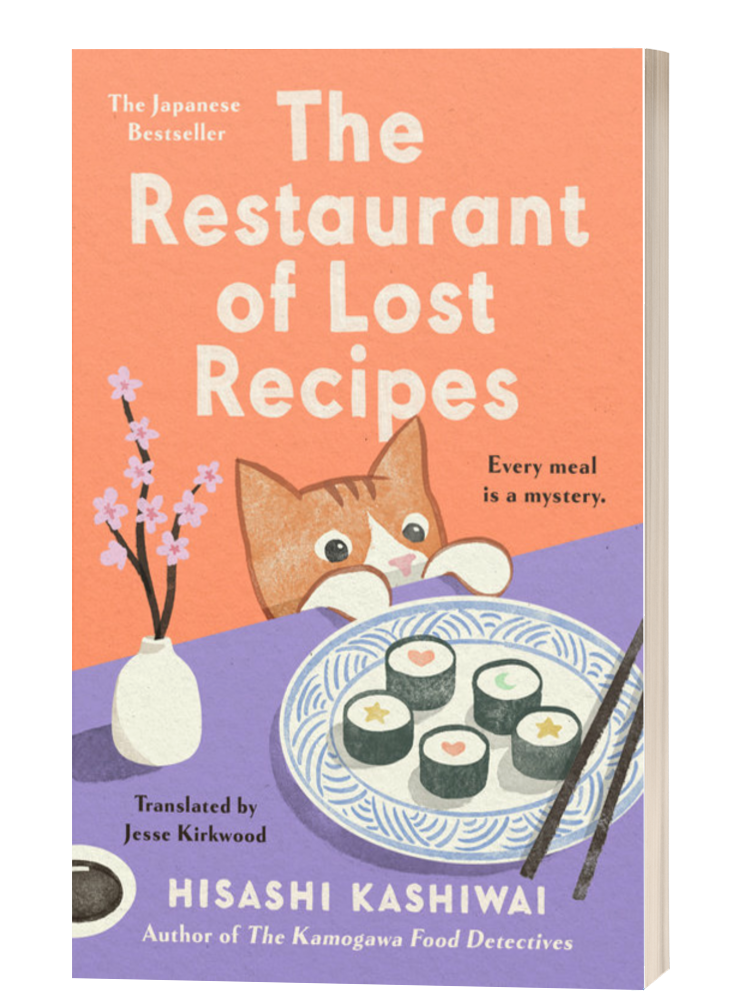 The Japanese
Bestseller
The
Restaurant
of Lost
Recipes
Every meal
is a mystery.
Translated by
Jesse Kirkwood
HISASHI KASHIWAI
Author of The Kamogawa Food Detectives